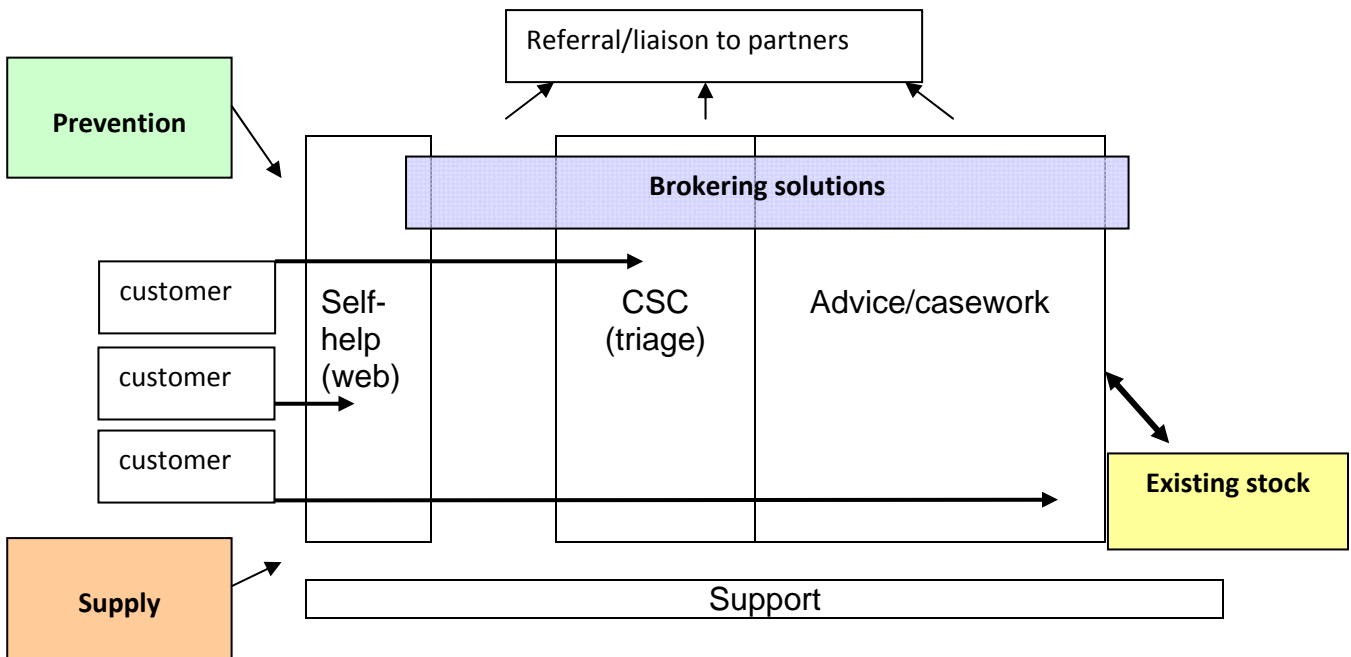 Referral/liaison to partners
Prevention
Brokering solutions
customer
Self-
help
(web)
CSC
(triage)
Advice/casework
customer
customer
Existing stock
Supply
Support